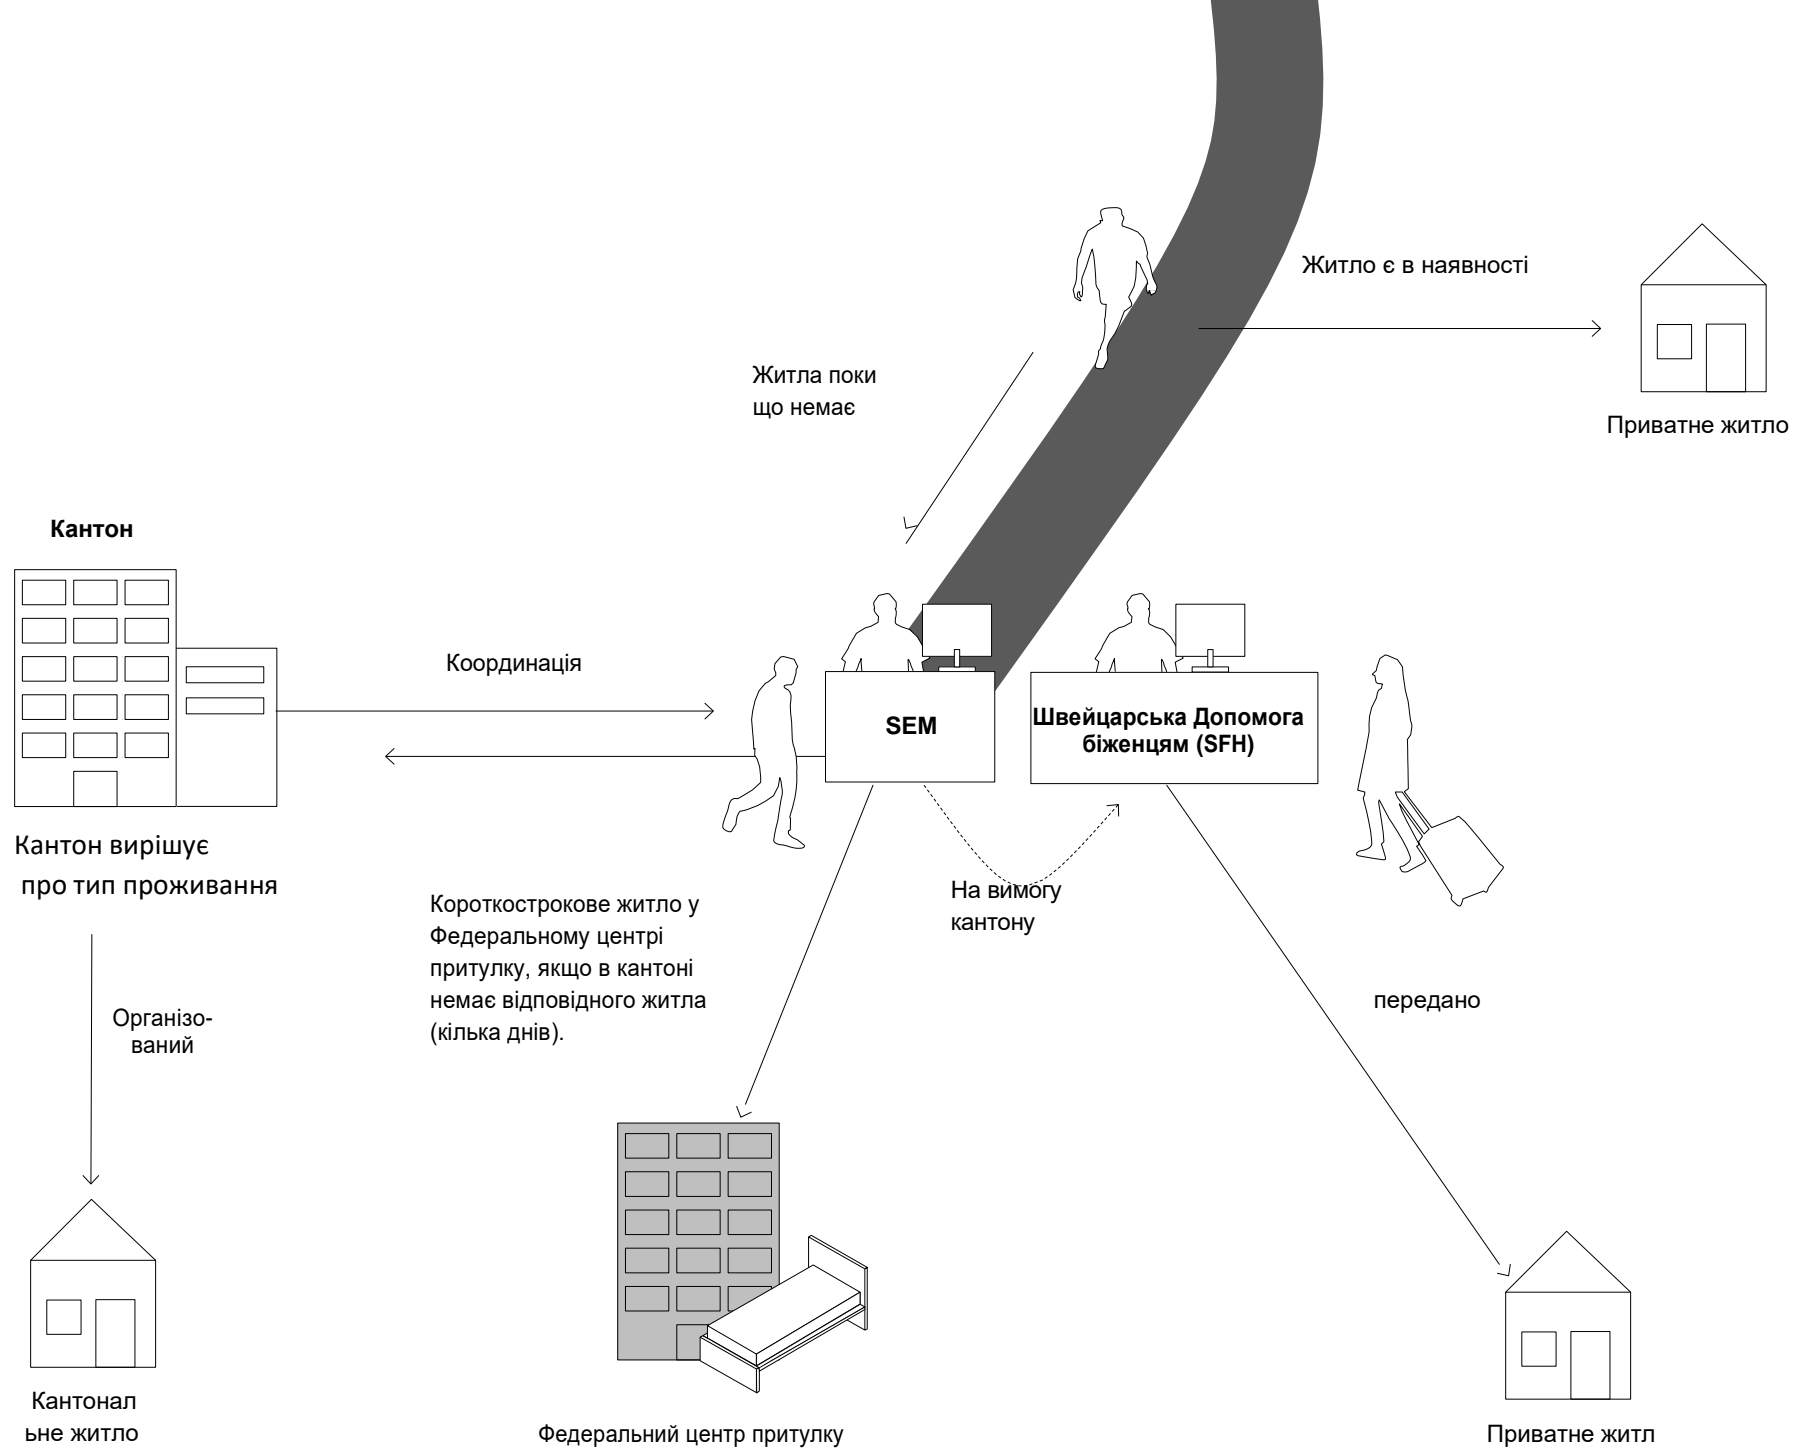 Житло є в наявності
Приватне житло
Житла поки
що немає
Кантон
Координація
SEM
Швейцарська Допомога
біженцям (SFH)
Кантон вирішує
про тип проживання
Короткострокове житло у
Федеральному центрі
притулку, якщо в кантоні
немає відповідного житла
(кілька днів).
На вимогу
кантону
Організо-
ваний
передано
Кантонал
ьне житло
Федеральний центр притулку
Приватне житл